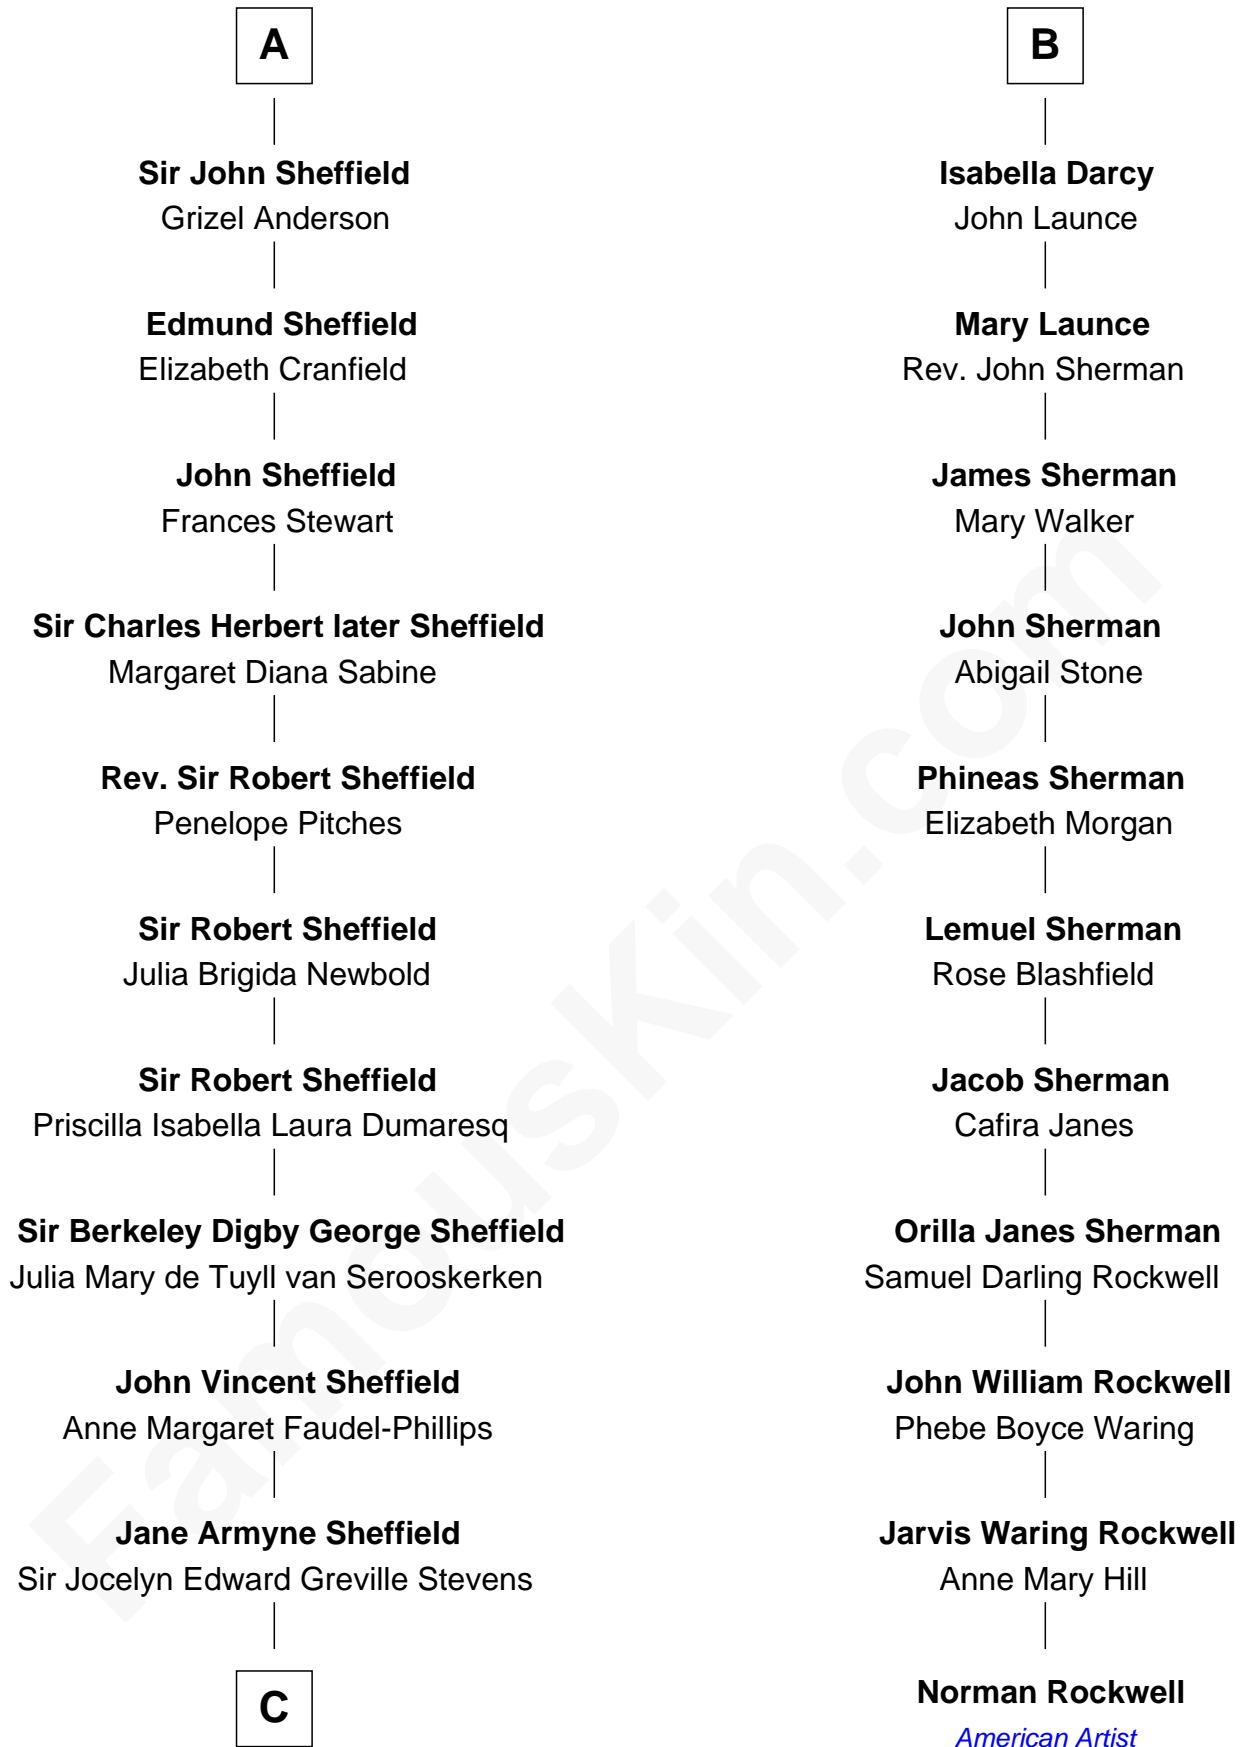 A
Sir John Sheffield
Grizel Anderson
Edmund Sheffield
Elizabeth Cranfield
John Sheffield
Frances Stewart
Sir Charles Herbert later Sheffield
Margaret Diana Sabine
Rev. Sir Robert Sheffield
Penelope Pitches
Sir Robert Sheffield
Julia Brigida Newbold
Sir Robert Sheffield
Priscilla Isabella Laura Dumaresq
Sir Berkeley Digby George Sheffield
Julia Mary de Tuyll van Serooskerken
John Vincent Sheffield
Anne Margaret Faudel-Phillips
Jane Armyne Sheffield
Sir Jocelyn Edward Greville Stevens
C
B
Isabella Darcy
John Launce
Mary Launce
Rev. John Sherman
James Sherman
Mary Walker
John Sherman
Abigail Stone
Phineas Sherman
Elizabeth Morgan
Lemuel Sherman
Rose Blashfield
Jacob Sherman
Cafira Janes
Orilla Janes Sherman
Samuel Darling Rockwell
John William Rockwell
Phebe Boyce Waring
Jarvis Waring Rockwell
Anne Mary Hill
Norman Rockwell
American Artist
FamousKin.com